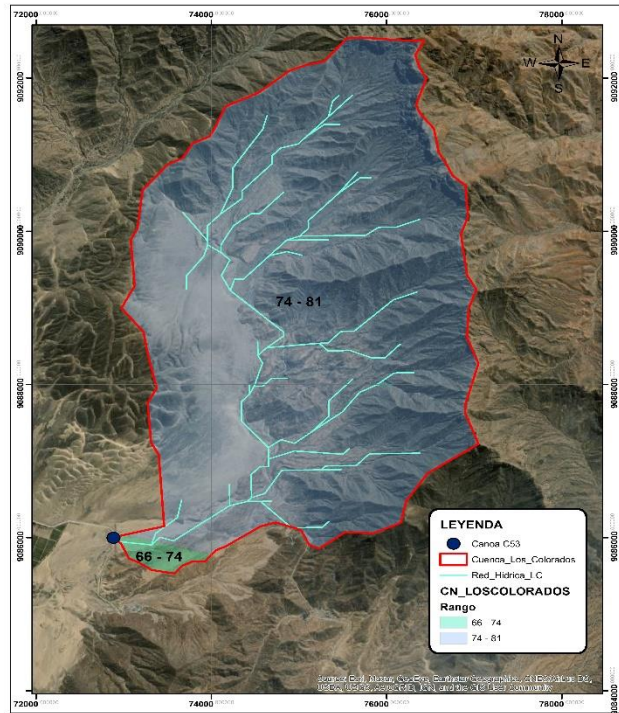 72000 74000 76000 78000
N
W E
S
9092000
9090000
74 - 81
9088000
9086000
66 - 74
LEYENDA
Canoa C53
Cuenca_Los_Colorados
Red_Hidrica_LC
CN_LOSCOLORADOS
Rango
66 - 74
74 - 81
9084000
72000 74000 76000 78000